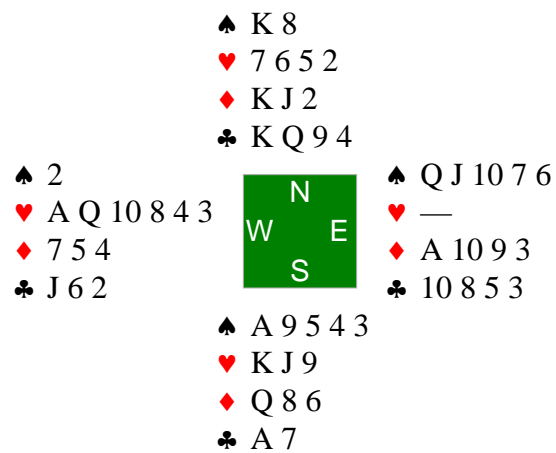 ♠ K 8
♥ 7 6 5 2
♦ K J 2
♣ K Q 9 4
♠ 2
♥ A Q 10 8 4 3
♦ 7 5 4
♣ J 6 2
N
W E
S
♠ Q J 10 7 6
♥ —
♦ A 10 9 3
♣ 10 8 5 3
♠ A 9 5 4 3
♥ K J 9
♦ Q 8 6
♣ A 7